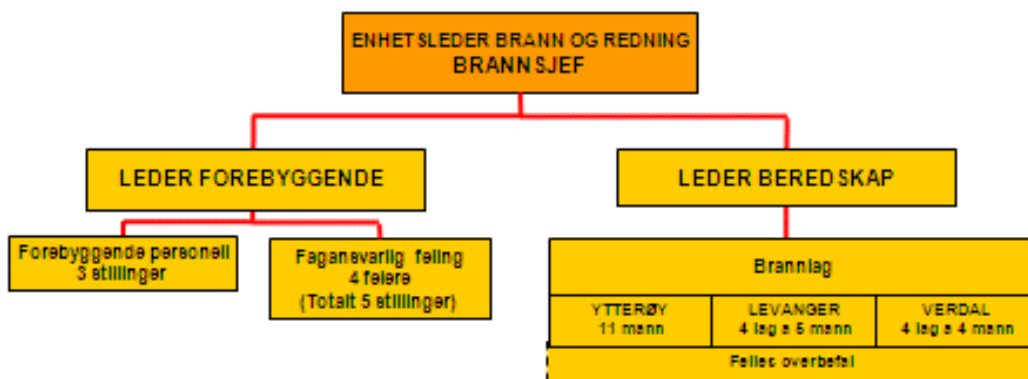 ENHETSLEDER BRANN OG REDNING
BRANNSJEF
LEDER FOREBYGGENDE
LEDER BEREDSKAP
Forebyggende personell
3 stillinger
Fagansvarlig feiing
4 feiere
(Totalt 5 stillinger)
Brannlag
YTTERØY
11 mann
LEVANGER
4 lag a 5 mann
VERDAL
4 lag a 4 mann
Felles overbefal